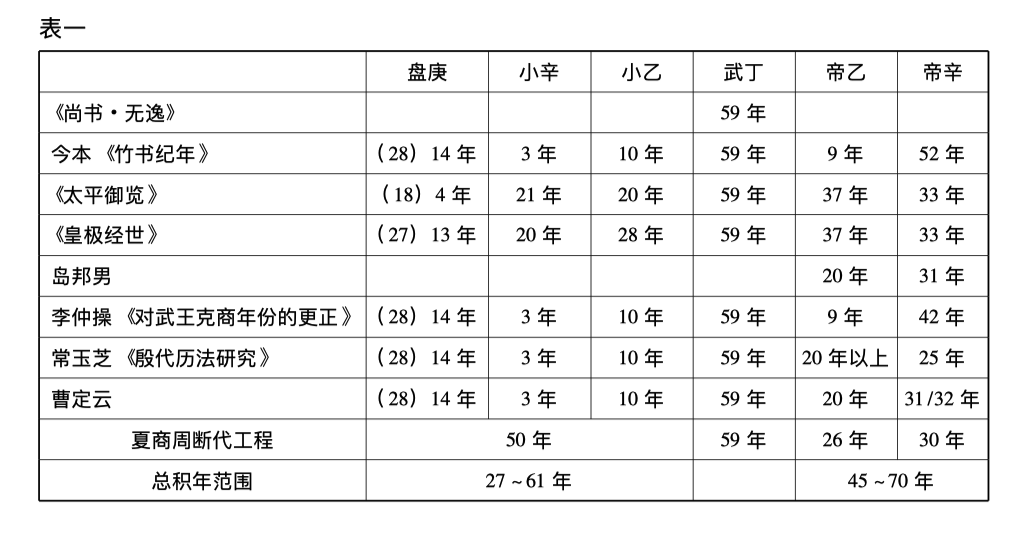 表一
盘庚 小辛 小乙 武丁 帝乙 帝辛
《尚书·无逸》 59 年
今本《竹书纪年》 （28）14 年 3 年 10 年 59 年 9 年 52 年
《太平御览》 （18）4 年 21 年 20 年 59 年 37 年 33 年
《皇极经世》 （27）13 年 20 年 28 年 59 年 37 年 33 年
岛邦男 20 年 31 年
李仲操《对武王克商年份的更正》 （28）14 年 3 年 10 年 59 年 9 年 42 年
常玉芝《殷代历法研究》 （28）14 年 3 年 10 年 59 年 20 年以上 25 年
曹定云 （28）14 年 3 年 10 年 59 年 20 年 31/32 年
夏商周断代工程 50 年 59 年 26 年 30 年
总积年范围 27～61 年 45～70 年